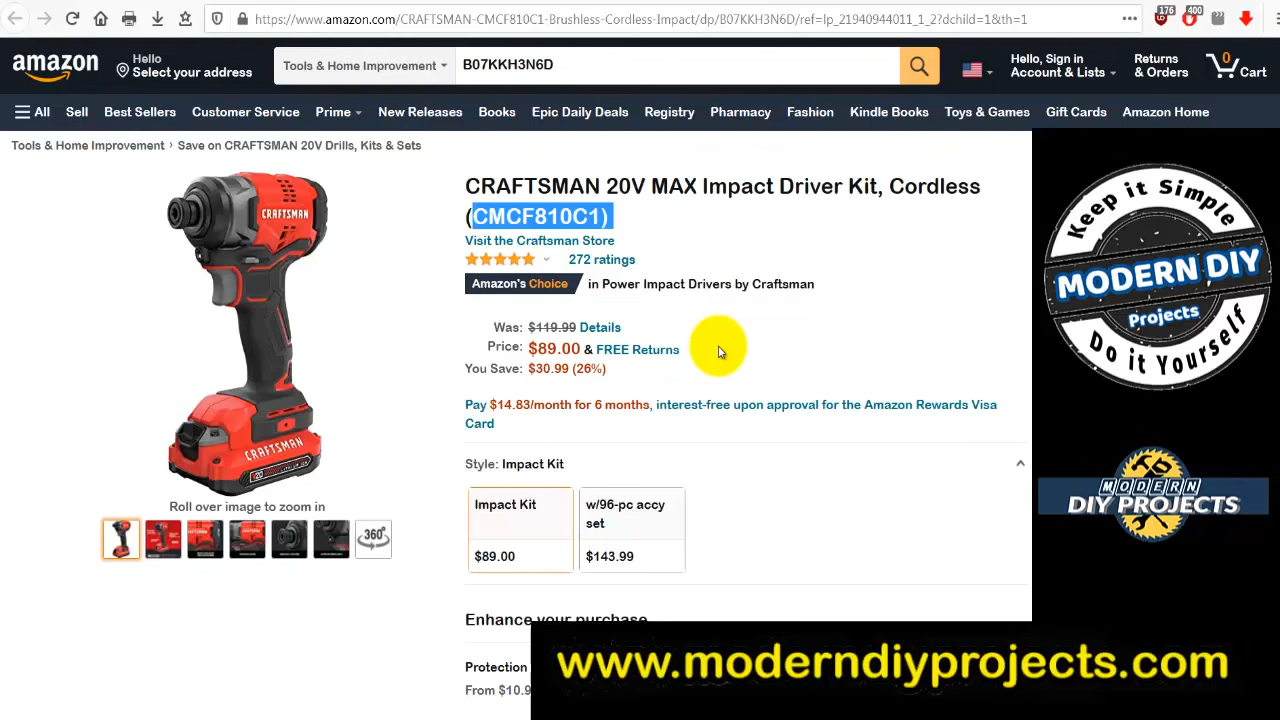 https://www.amazon.com/CRAFTSMAN-CMCF810C1-Brushless-Cordless-Impact/dp/B07KKH3N6D/ref=lp_21940944011_1_2?dchild=1&th=1
176
400
amazon
Hello
Select your address
Tools & Home Improvement
B07KKH3N6D
Hello, Sign in
Account & Lists
Returns
& Orders
0
Cart
All
Sell
Best Sellers
Customer Service
Prime
New Releases
Books
Epic Daily Deals
Registry
Pharmacy
Fashion
Kindle Books
Toys & Games
Gift Cards
Amazon Home
Tools & Home Improvement › Save on CRAFTSMAN 20V Drills, Kits & Sets
CRAFTSMAN 20V MAX Impact Driver Kit, Cordless
(CMCF810C1)
Visit the Craftsman Store
272 ratings
Amazon's Choice in Power Impact Drivers by Craftsman
Was: $119.99 Details
Price: $89.00 & FREE Returns
You Save: $30.99 (26%)
Pay $14.83/month for 6 months, interest-free upon approval for the Amazon Rewards Visa
Card
Style: Impact Kit
Impact Kit
$89.00
w/96-pc accy
set
$143.99
Enhance your purchase
Protection
From $10.9
CRAFTSMAN
CRAFTSMAN
V20
Roll over image to zoom in
360°
Keep it Simple
MODERN DIY
Projects
Do it Yourself
MODERN
DIY PROJECTS
www.moderndiyprojects.com